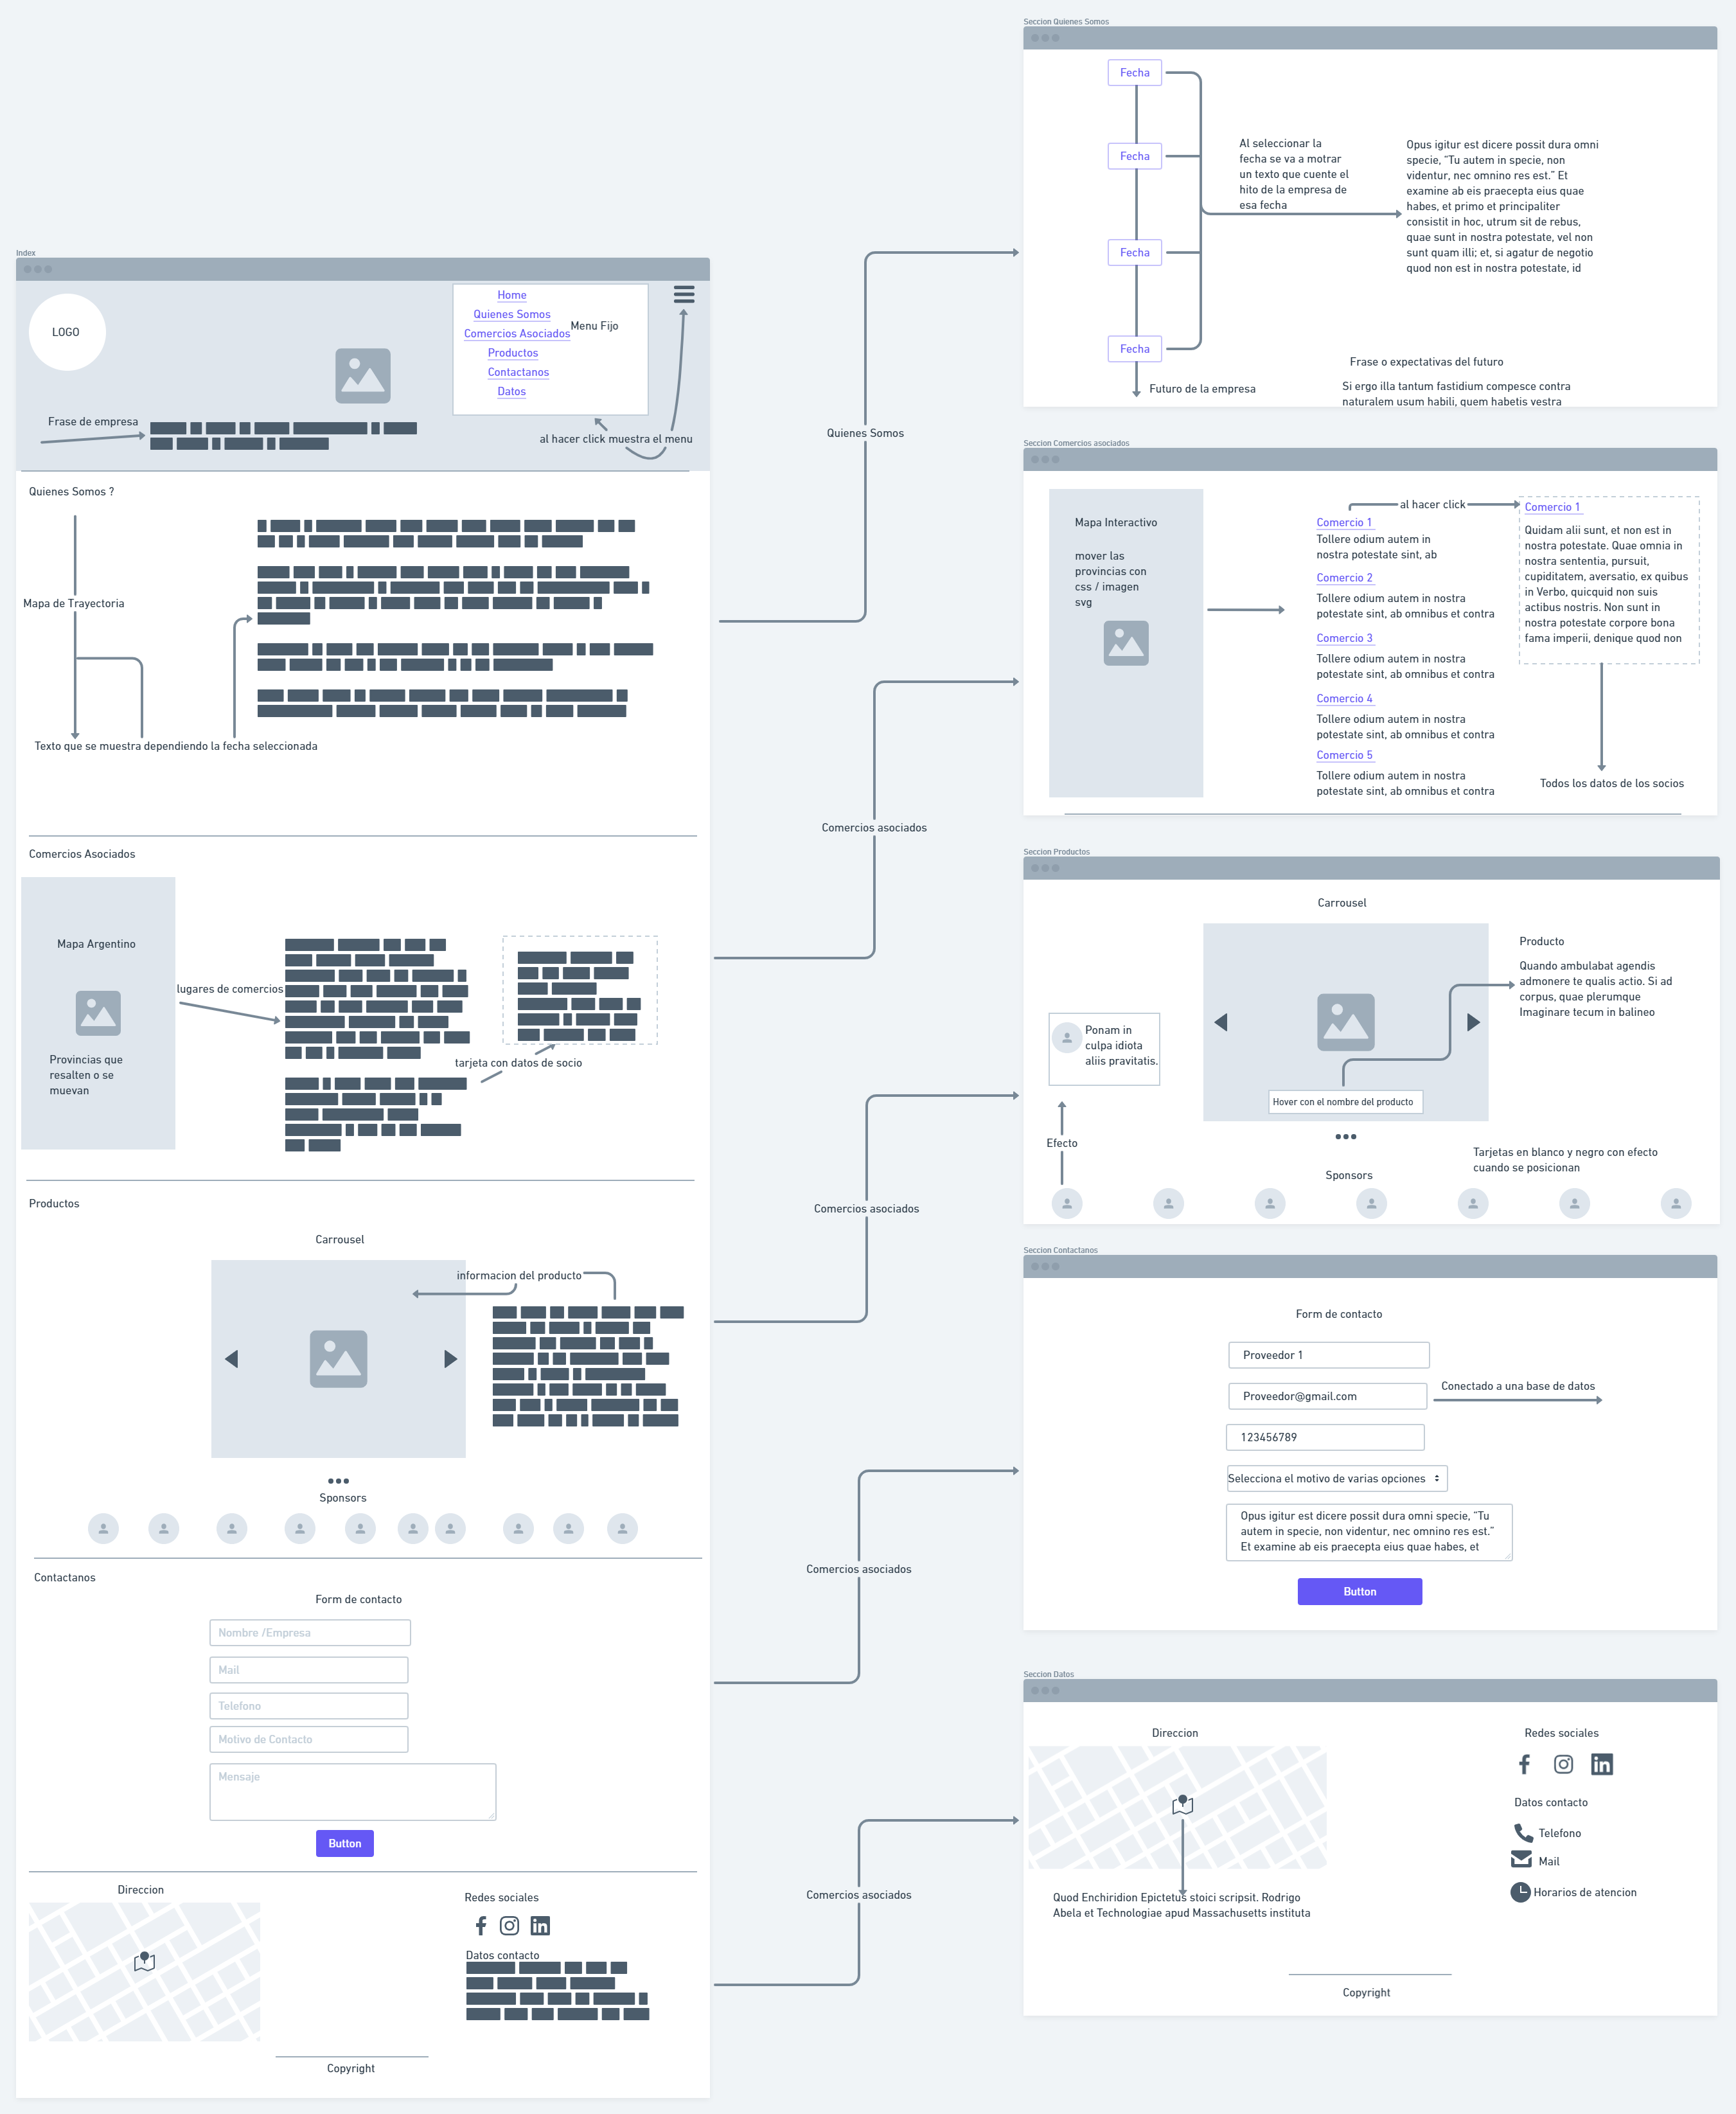 Index
LOGO
Home
Quienes Somos
Comercios Asociados
Productos
Contactanos
Datos
Menu Fijo
Frase de empresa
al hacer click muestra el menu
Quienes Somos ?
Mapa de Trayectoria
Texto que se muestra dependiendo la fecha seleccionada
Comercios Asociados
Mapa Argentino
Provincias que
resalten o se
muevan
lugares de comercios
tarjeta con datos de socio
Productos
Carrousel
informacion del producto
Sponsors
Contactanos
Form de contacto
Nombre /Empresa
Mail
Telefono
Motivo de Contacto
Mensaje
Button
Direccion
Redes sociales
Datos contacto
Copyright
Quienes Somos
Comercios asociados
Comercios asociados
Comercios asociados
Comercios asociados
Seccion Quienes Somos
Fecha
Fecha
Fecha
Fecha
Al seleccionar la
fecha se va a motrar
un texto que cuente el
hito de la empresa de
esa fecha
Opus igitur est dicere possit dura omni
specie, "Tu autem in specie, non
videntur, nec omnino res est." Et
examine ab eis praecepta eius quae
habes, et primo et principaliter
consistit in hoc, utrum sit de rebus,
quae sunt in nostra potestate, vel non
sunt quam illi; et, si agatur de negotio
quod non est in nostra potestate, id
Futuro de la empresa
Frase o expectativas del futuro
Si ergo illa tantum fastidium compesce contra
naturalem usum habili, quem habetis vestra
Seccion Comercios asociados
Mapa Interactivo
mover las
provincias con
css / imagen
svg
al hacer click
Comercio 1
Tollere odium autem in
nostra potestate sint, ab
Comercio 2
Tollere odium autem in nostra
potestate sint, ab omnibus et contra
Comercio 3
Tollere odium autem in nostra
potestate sint, ab omnibus et contra
Comercio 4
Tollere odium autem in nostra
potestate sint, ab omnibus et contra
Comercio 5
Tollere odium autem in nostra
potestate sint, ab omnibus et contra
Comercio 1
Quidam alii sunt, et non est in
nostra potestate. Quae omnia in
nostra sententia, pursuit,
cupiditatem, aversatio, ex quibus
in Verbo, quicquid non suis
actibus nostris. Non sunt in
nostra potestate corpore bona
fama imperii, denique quod non
Todos los datos de los socios
Seccion Productos
Carrousel
Producto
Quando ambulabat agendis
admonere te qualis actio. Si ad
corpus, quae plerumque
Imaginare tecum in balineo
Ponam in
culpa idiota
aliis pravitatis.
Hover con el nombre del producto
Efecto
Tarjetas en blanco y negro con efecto
cuando se posicionan
Sponsors
Seccion Contactanos
Form de contacto
Proveedor 1
Proveedor@gmail.com
Conectado a una base de datos
123456789
Selecciona el motivo de varias opciones
Opus igitur est dicere possit dura omni specie, "Tu
autem in specie, non videntur, nec omnino res est."
Et examine ab eis praecepta eius quae habes, et
Button
Seccion Datos
Direccion
Quod Enchiridion Epictetus stoici scripsit. Rodrigo
Abela et Technologiae apud Massachusetts instituta
Redes sociales
Datos contacto
Telefono
Mail
Horarios de atencion
Copyright